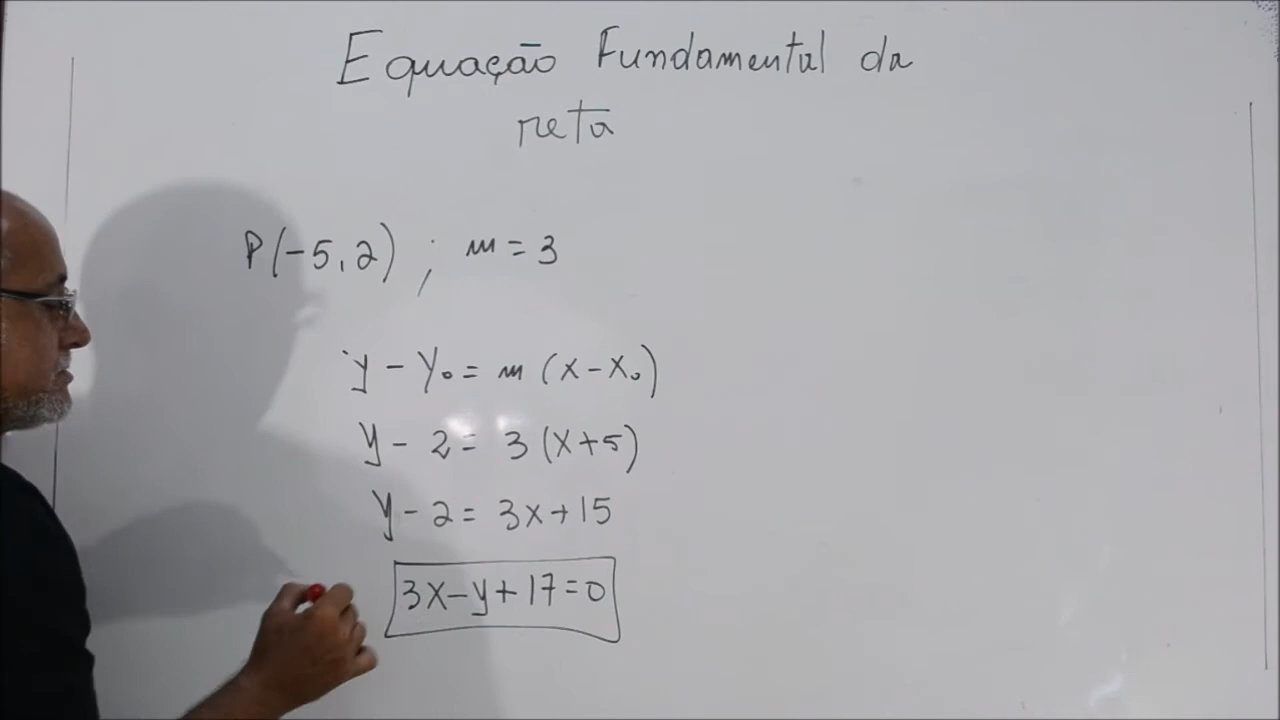 Equação Fundamental da
reta
P(-5,2) ; m = 3
y - y₀ = m (x - x₀)
y - 2 = 3 (x + 5)
y - 2 = 3x + 15
3x - y + 17 = 0